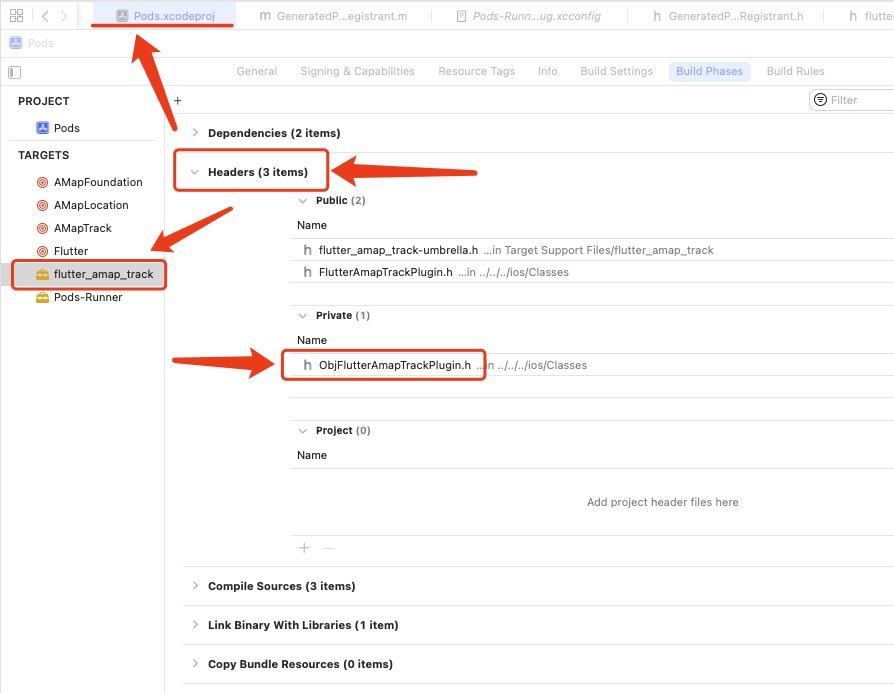 Pods.xcodeproj
m GeneratedP...egistrant.m
Pods-Runn...ug.xcconfig
h GeneratedP...Registrant.h
h flutter
Pods
General
Signing & Capabilities
Resource Tags
Info
Build Settings
Build Phases
Build Rules
PROJECT
Pods
TARGETS
AMapFoundation
AMapLocation
AMapTrack
Flutter
flutter_amap_track
Pods-Runner
+
Filter
Dependencies (2 items)
Headers (3 items)
Public (2)
Name
h flutter_amap_track-umbrella.h ...in Target Support Files/flutter_amap_track
h FlutterAmapTrackPlugin.h ...in ../../../ios/Classes
Private (1)
Name
h ObjFlutterAmapTrackPlugin.h ...in ../../../ios/Classes
Project (0)
Name
Add project header files here
+ —
Compile Sources (3 items)
Link Binary With Libraries (1 item)
Copy Bundle Resources (0 items)